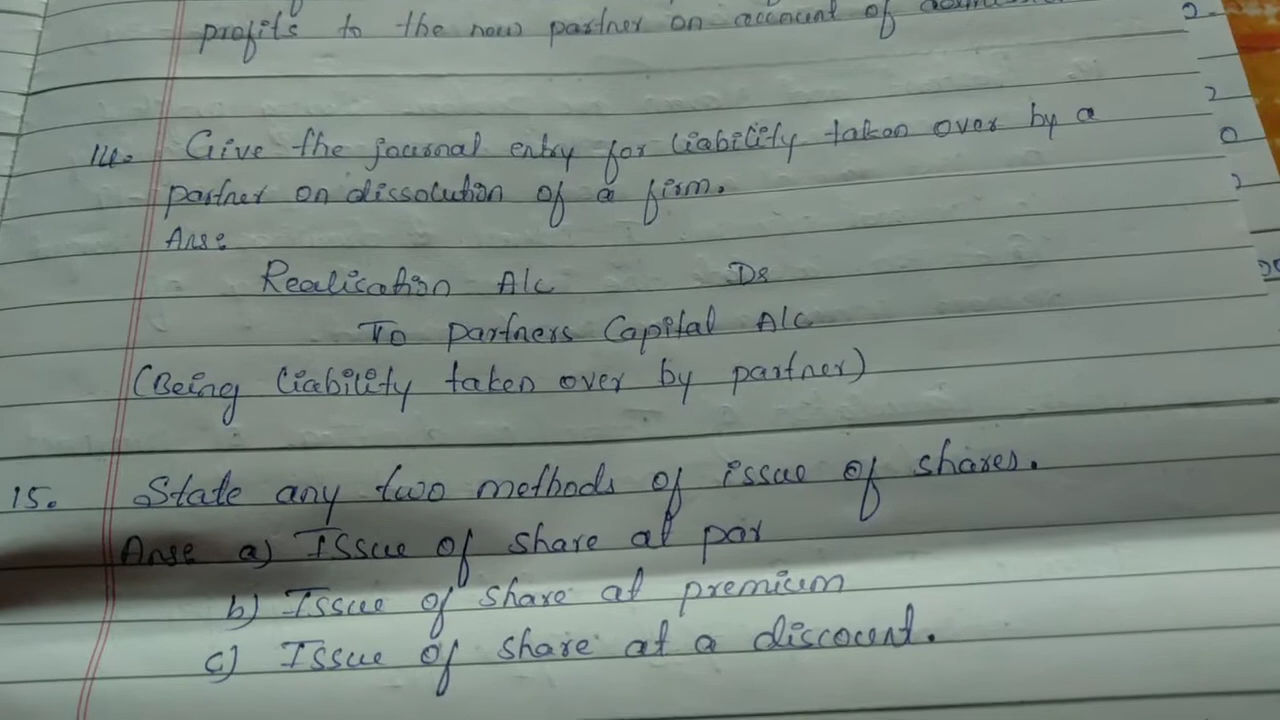 profits to the new partner on account of
14. Give the journal entry for liability taken over by a
partner on dissolution of a firm.
Ans:
Realisation A/c Dr
To partners Capital A/c
(Being liability taken over by partner)
15. State any two methods of issue of shares.
Ans: a) Issue of share at par
b) Issue of share at premium
c) Issue of share at a discount.